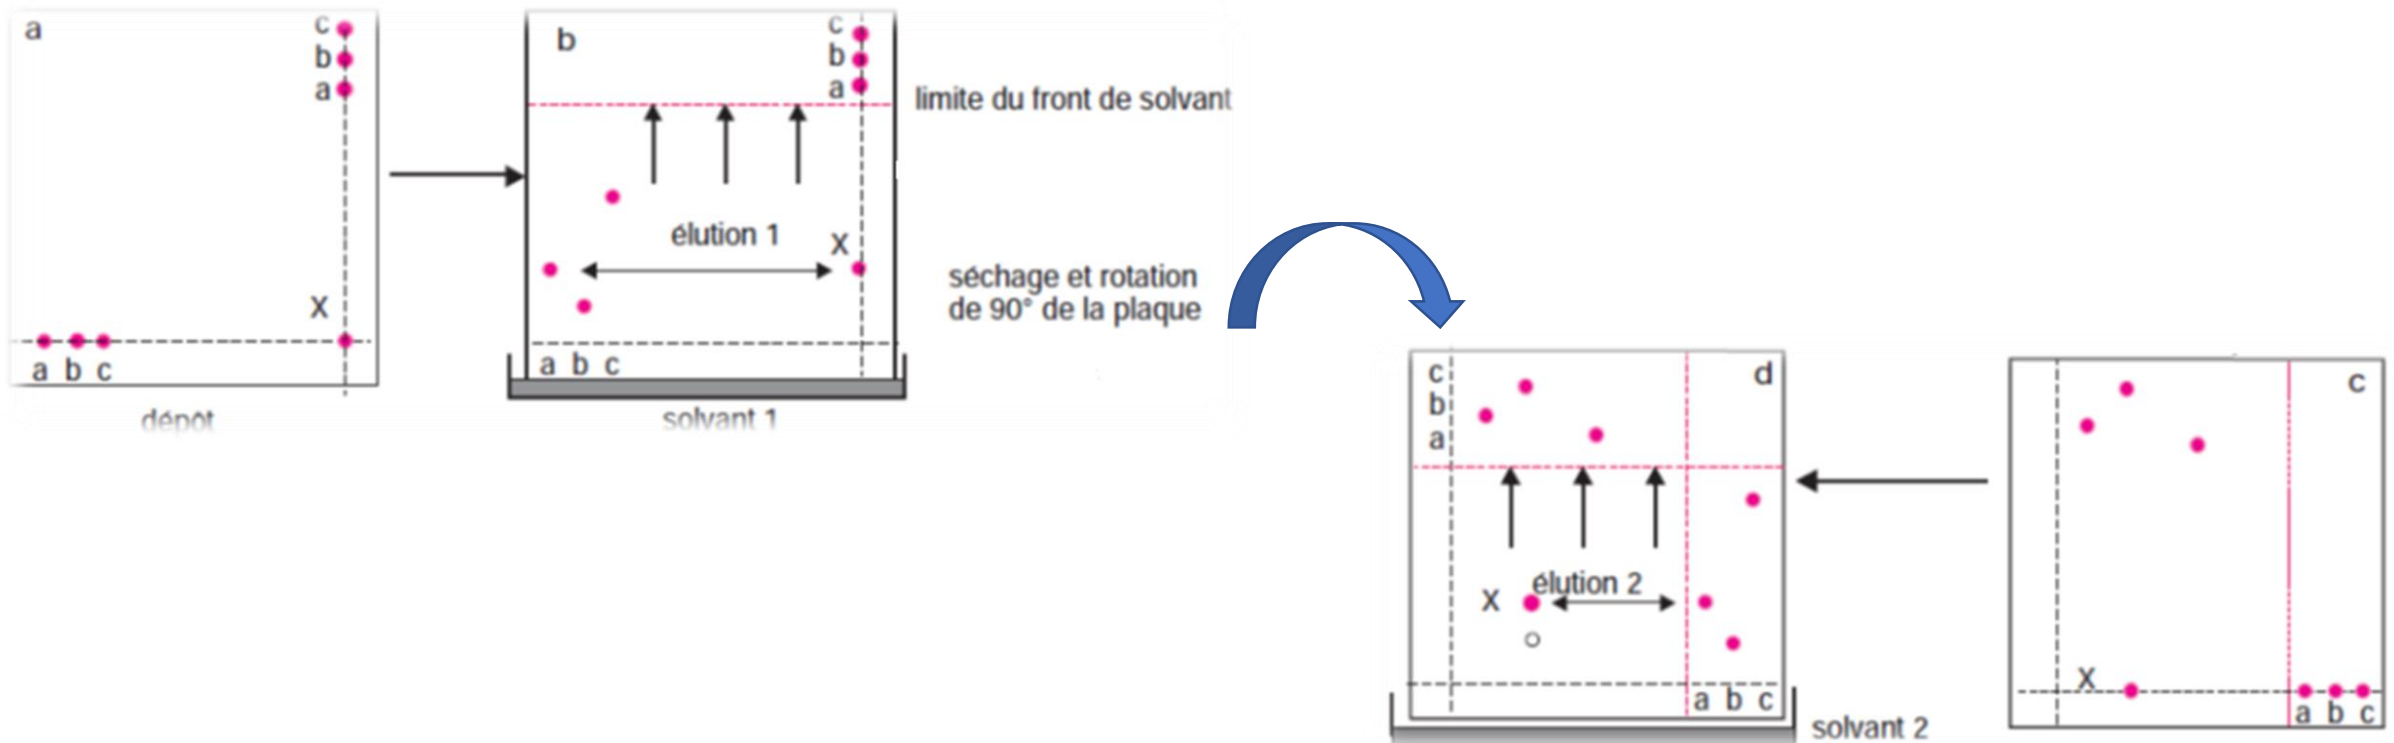 a
c
b
a
X
a b c
dépôt
b
c
b
a
limite du front de solvant
élution 1
X
séchage et rotation
de 90° de la plaque
a b c
solvant 1
c
b
a
d
élution 2
X
a b c
solvant 2
c
X
a b c